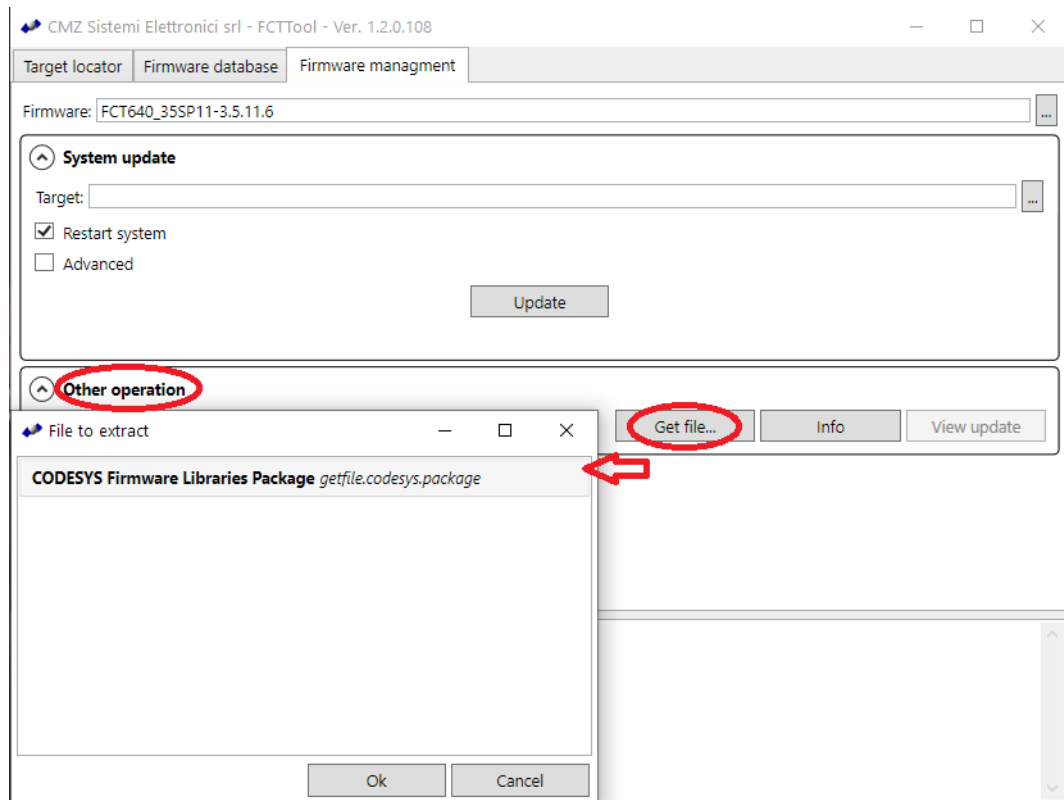 CMZ Sistemi Elettronici srl - FCTTool - Ver. 1.2.0.108
Target locator Firmware database Firmware managment
Firmware: FCT640_35SP11-3.5.11.6 ...
System update
Target: ...
Restart system
Advanced
Update
Other operation
Get file... Info View update
File to extract
CODESYS Firmware Libraries Package getfile.codesys.package
Ok Cancel